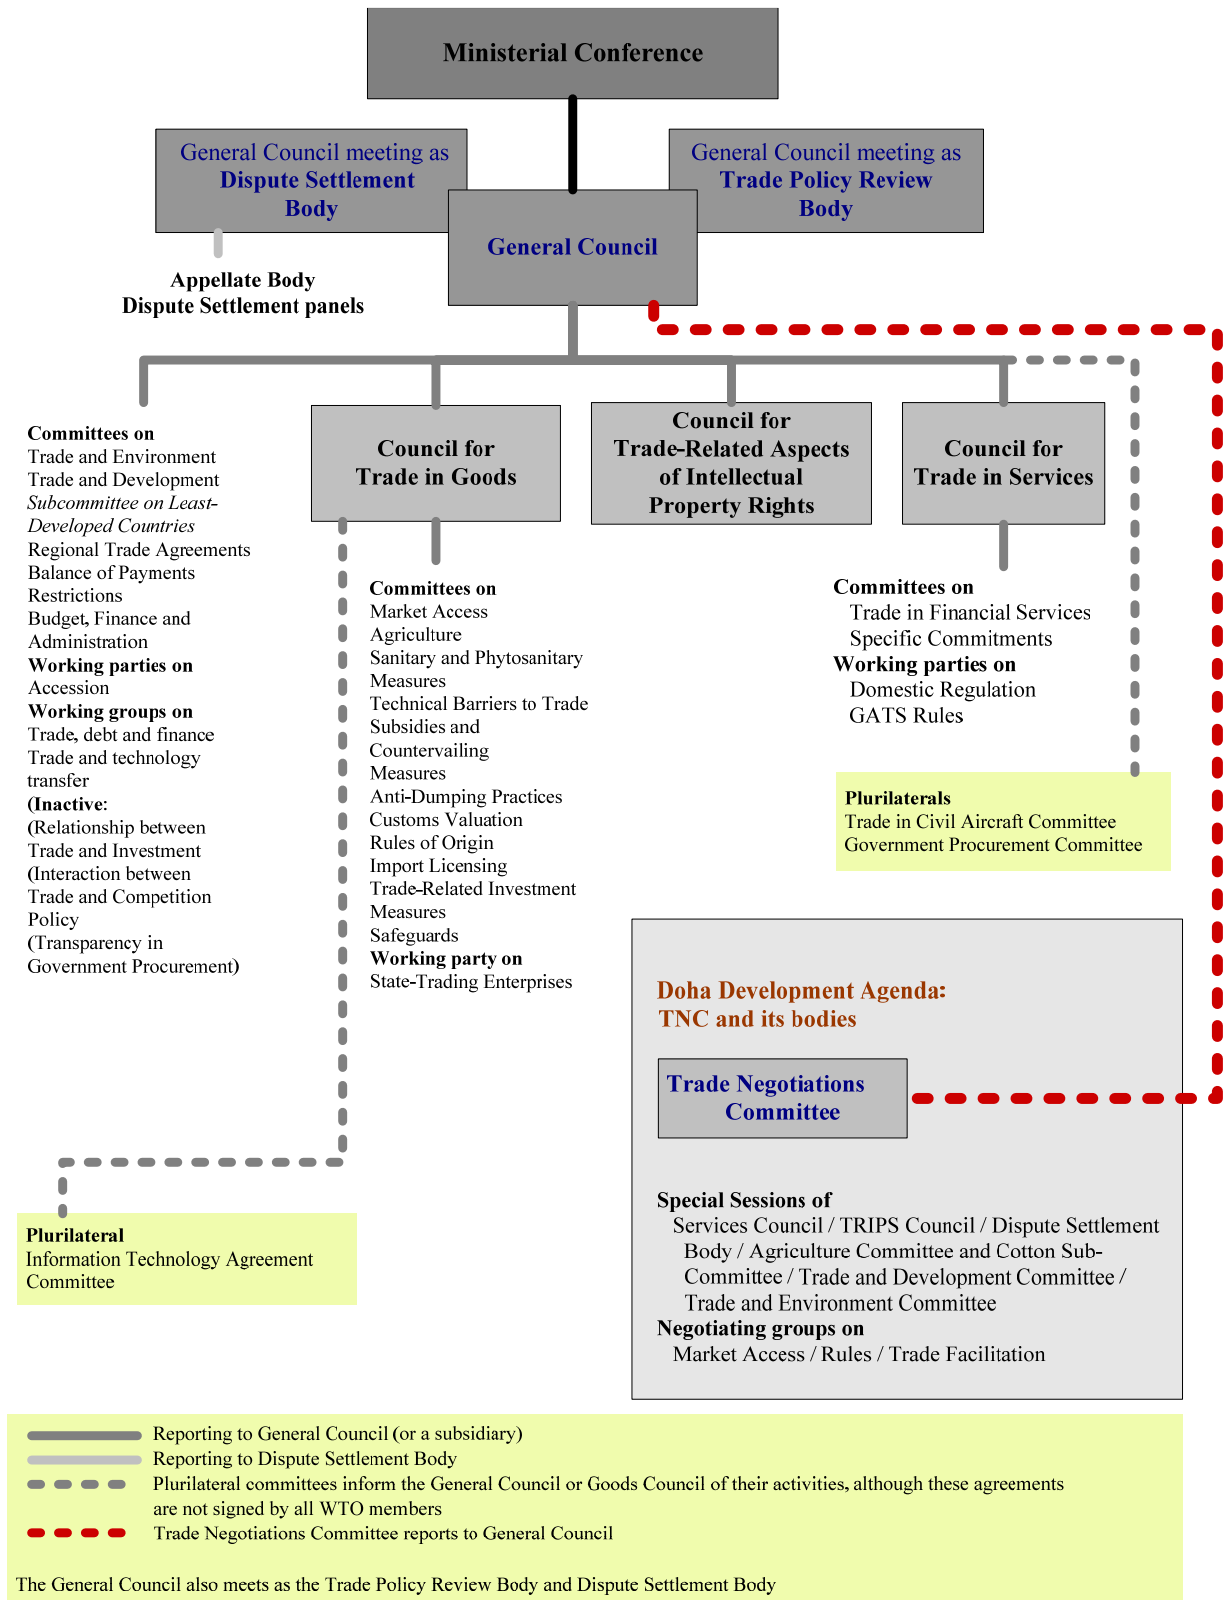 Ministerial Conference
General Council meeting as
Dispute Settlement
Body
General Council meeting as
Trade Policy Review
Body
General Council
Appellate Body
Dispute Settlement panels
Committees on
Trade and Environment
Trade and Development
Subcommittee on Least-
Developed Countries
Regional Trade Agreements
Balance of Payments
Restrictions
Budget, Finance and
Administration
Working parties on
Accession
Working groups on
Trade, debt and finance
Trade and technology
transfer
(Inactive:
(Relationship between
Trade and Investment
(Interaction between
Trade and Competition
Policy
(Transparency in
Government Procurement)
Council for
Trade in Goods
Committees on
Market Access
Agriculture
Sanitary and Phytosanitary
Measures
Technical Barriers to Trade
Subsidies and
Countervailing
Measures
Anti-Dumping Practices
Customs Valuation
Rules of Origin
Import Licensing
Trade-Related Investment
Measures
Safeguards
Working party on
State-Trading Enterprises
Council for
Trade-Related Aspects
of Intellectual
Property Rights
Council for
Trade in Services
Committees on
Trade in Financial Services
Specific Commitments
Working parties on
Domestic Regulation
GATS Rules
Plurilaterals
Trade in Civil Aircraft Committee
Government Procurement Committee
Doha Development Agenda:
TNC and its bodies
Trade Negotiations
Committee
Special Sessions of
Services Council / TRIPS Council / Dispute Settlement
Body / Agriculture Committee and Cotton Sub-
Committee / Trade and Development Committee /
Trade and Environment Committee
Negotiating groups on
Market Access / Rules / Trade Facilitation
Plurilateral
Information Technology Agreement
Committee
Reporting to General Council (or a subsidiary)
Reporting to Dispute Settlement Body
Plurilateral committees inform the General Council or Goods Council of their activities, although these agreements
are not signed by all WTO members
Trade Negotiations Committee reports to General Council
The General Council also meets as the Trade Policy Review Body and Dispute Settlement Body